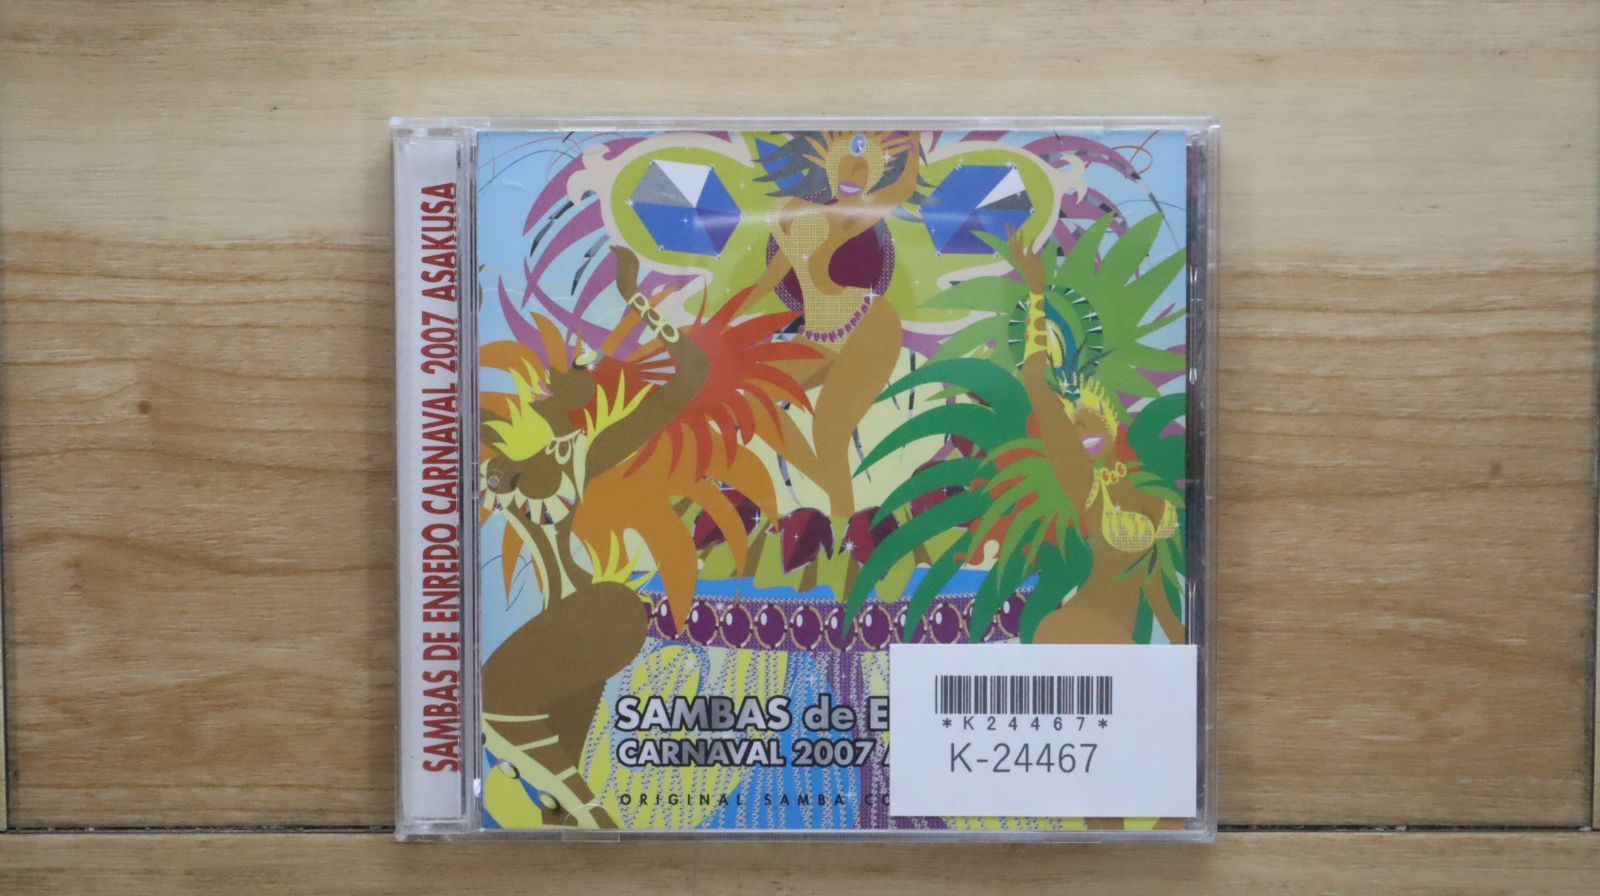 SAMBAS DE ENREDO CARNAVAL 2007 ASAKUSA
SAMBAS de E
CARNAVAL 2007 A
ORIGINAL SAMBA CO
*K24467*
K-24467